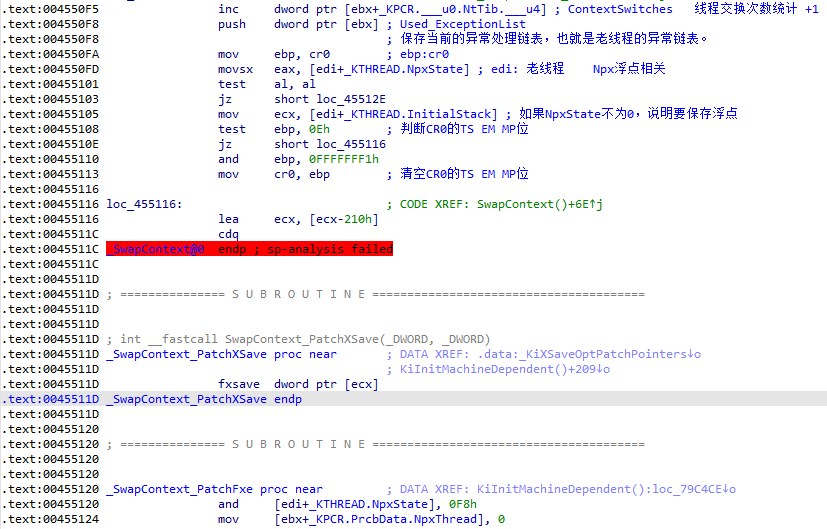 .text:004550F5 inc dword ptr [ebx+_KPCR.___u0.NtTib.___u4] ; ContextSwitches 线程交换次数统计 +1
.text:004550F8 push dword ptr [ebx] ; Used_ExceptionList
.text:004550F8 ; 保存当前的异常处理链表，也就是老线程的异常链表。
.text:004550FA mov ebp, cr0 ; ebp:cr0
.text:004550FD movsx eax, [edi+_KTHREAD.NpxState] ; edi: 老线程 Npx浮点相关
.text:00455101 test al, al
.text:00455103 jz short loc_45512E
.text:00455105 mov ecx, [edi+_KTHREAD.InitialStack] ; 如果NpxState不为0，说明要保存浮点
.text:00455108 test ebp, 0Eh ; 判断CR0的TS EM MP位
.text:0045510E jz short loc_455116
.text:00455110 and ebp, 0FFFFFFF1h
.text:00455113 mov cr0, ebp ; 清空CR0的TS EM MP位
.text:00455116
.text:00455116 loc_455116: ; CODE XREF: SwapContext()+6E↑j
.text:00455116 lea ecx, [ecx-210h]
.text:0045511C cdq
.text:0045511C _SwapContext@0 endp ; sp-analysis failed
.text:0045511C
.text:0045511D
.text:0045511D ; =============== S U B R O U T I N E =======================================
.text:0045511D
.text:0045511D
.text:0045511D ; int __fastcall SwapContext_PatchXSave(_DWORD, _DWORD)
.text:0045511D _SwapContext_PatchXSave proc near ; DATA XREF: .data:_KiXSaveOptPatchPointers↓o
.text:0045511D ; KiInitMachineDependent()+209↓o
.text:0045511D fxsave dword ptr [ecx]
.text:0045511D _SwapContext_PatchXSave endp
.text:0045511D
.text:00455120
.text:00455120 ; =============== S U B R O U T I N E =======================================
.text:00455120
.text:00455120
.text:00455120 _SwapContext_PatchFxe proc near ; DATA XREF: KiInitMachineDependent():loc_79C4CE↓o
.text:00455120 and [edi+_KTHREAD.NpxState], 0F8h
.text:00455124 mov [ebx+_KPCR.PrcbData.NpxThread], 0